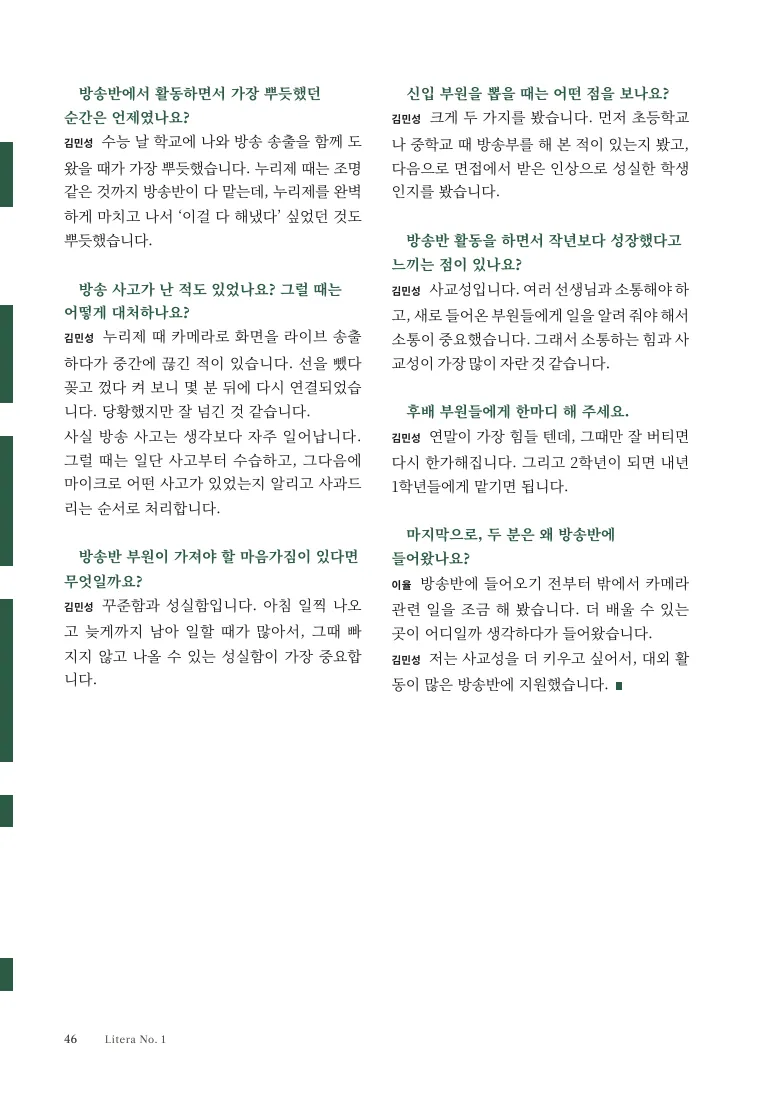 방송반에서 활동하면서 가장 뿌듯했던
순간은 언제였나요?
김민성 수능 날 학교에 나와 방송 송출을 함께 도
왔을 때가 가장 뿌듯했습니다. 누리제 때는 조명
같은 것까지 방송반이 다 맡는데, 누리제를 완벽
하게 마치고 나서 ‘이걸 다 해냈다’ 싶었던 것도
뿌듯했습니다.
방송 사고가 난 적도 있었나요? 그럴 때는
어떻게 대처하나요?
김민성 누리제 때 카메라로 화면을 라이브 송출
하다가 중간에 끊긴 적이 있습니다. 선을 뺐다
꽂고 껐다 켜 보니 몇 분 뒤에 다시 연결되었습
니다. 당황했지만 잘 넘긴 것 같습니다.
사실 방송 사고는 생각보다 자주 일어납니다.
그럴 때는 일단 사고부터 수습하고, 그다음에
마이크로 어떤 사고가 있었는지 알리고 사과드
리는 순서로 처리합니다.
방송반 부원이 가져야 할 마음가짐이 있다면
무엇일까요?
김민성 꾸준함과 성실함입니다. 아침 일찍 나오
고 늦게까지 남아 일할 때가 많아서, 그때 빠
지지 않고 나올 수 있는 성실함이 가장 중요합
니다.
신입 부원을 뽑을 때는 어떤 점을 보나요?
김민성 크게 두 가지를 봤습니다. 먼저 초등학교
나 중학교 때 방송부를 해 본 적이 있는지 봤고,
다음으로 면접에서 받은 인상으로 성실한 학생
인지를 봤습니다.
방송반 활동을 하면서 작년보다 성장했다고
느끼는 점이 있나요?
김민성 사교성입니다. 여러 선생님과 소통해야 하
고, 새로 들어온 부원들에게 일을 알려 줘야 해서
소통이 중요했습니다. 그래서 소통하는 힘과 사
교성이 가장 많이 자란 것 같습니다.
후배 부원들에게 한마디 해 주세요.
김민성 연말이 가장 힘들 텐데, 그때만 잘 버티면
다시 한가해집니다. 그리고 2학년이 되면 내년
1학년들에게 맡기면 됩니다.
마지막으로, 두 분은 왜 방송반에
들어왔나요?
이율 방송반에 들어오기 전부터 밖에서 카메라
관련 일을 조금 해 봤습니다. 더 배울 수 있는
곳이 어디일까 생각하다가 들어왔습니다.
김민성 저는 사교성을 더 키우고 싶어서, 대외 활
동이 많은 방송반에 지원했습니다.
46 Litera No. 1